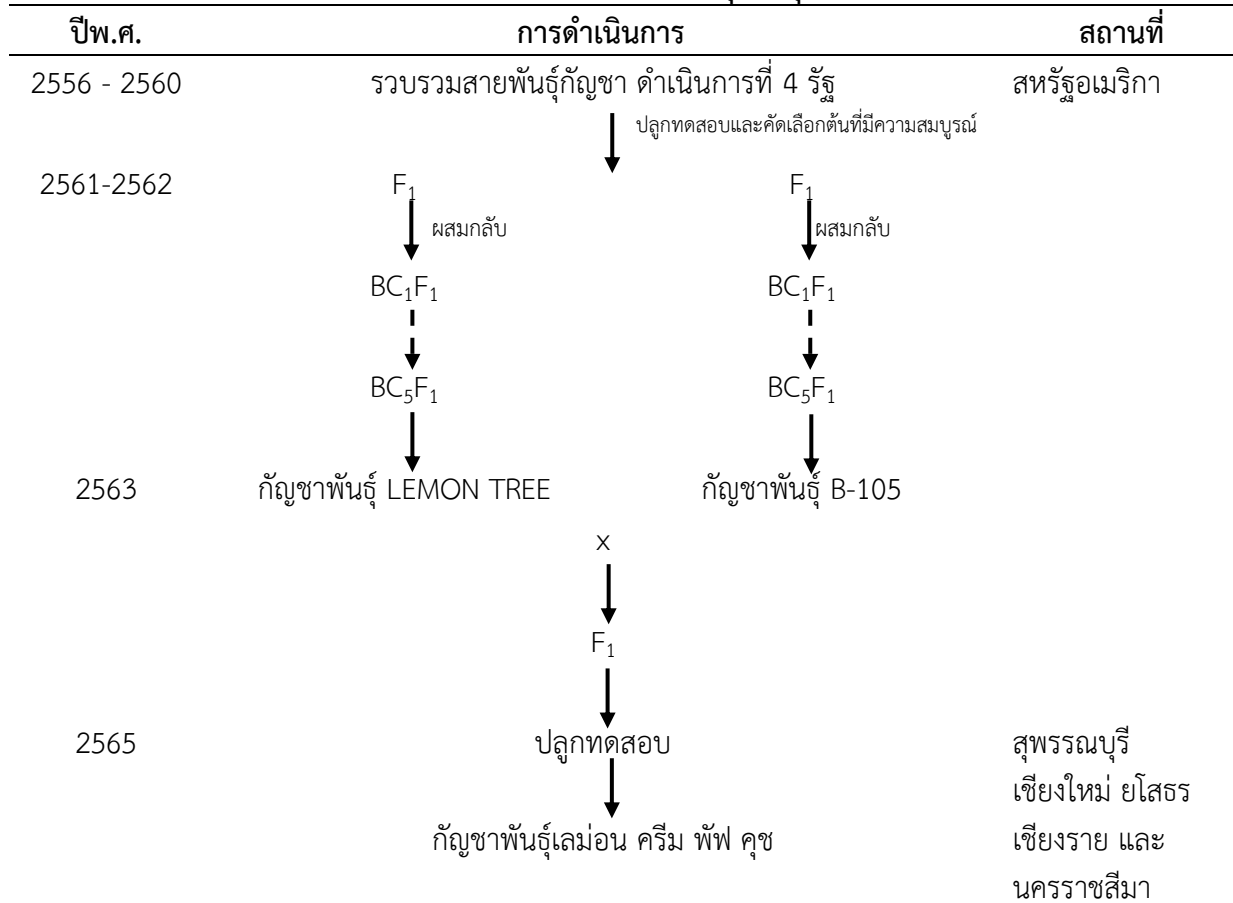 ปีพ.ศ. การดำเนินการ สถานที่
2556 - 2560 รวบรวมสายพันธุ์กัญชา ดำเนินการที่ 4 รัฐ สหรัฐอเมริกา
ปลูกทดสอบและคัดเลือกต้นที่มีความสมบูรณ์
2561-2562 F₁ F₁
ผสมกลับ ผสมกลับ
BC₁F₁ BC₁F₁
BC₅F₁ BC₅F₁
2563 กัญชาพันธุ์ LEMON TREE กัญชาพันธุ์ B-105
x
F₁
2565 ปลูกทดสอบ สุพรรณบุรี
เชียงใหม่ ยโสธร
กัญชาพันธุ์เลม่อน ครีม พัฟ คุช เชียงราย และ
นครราชสีมา